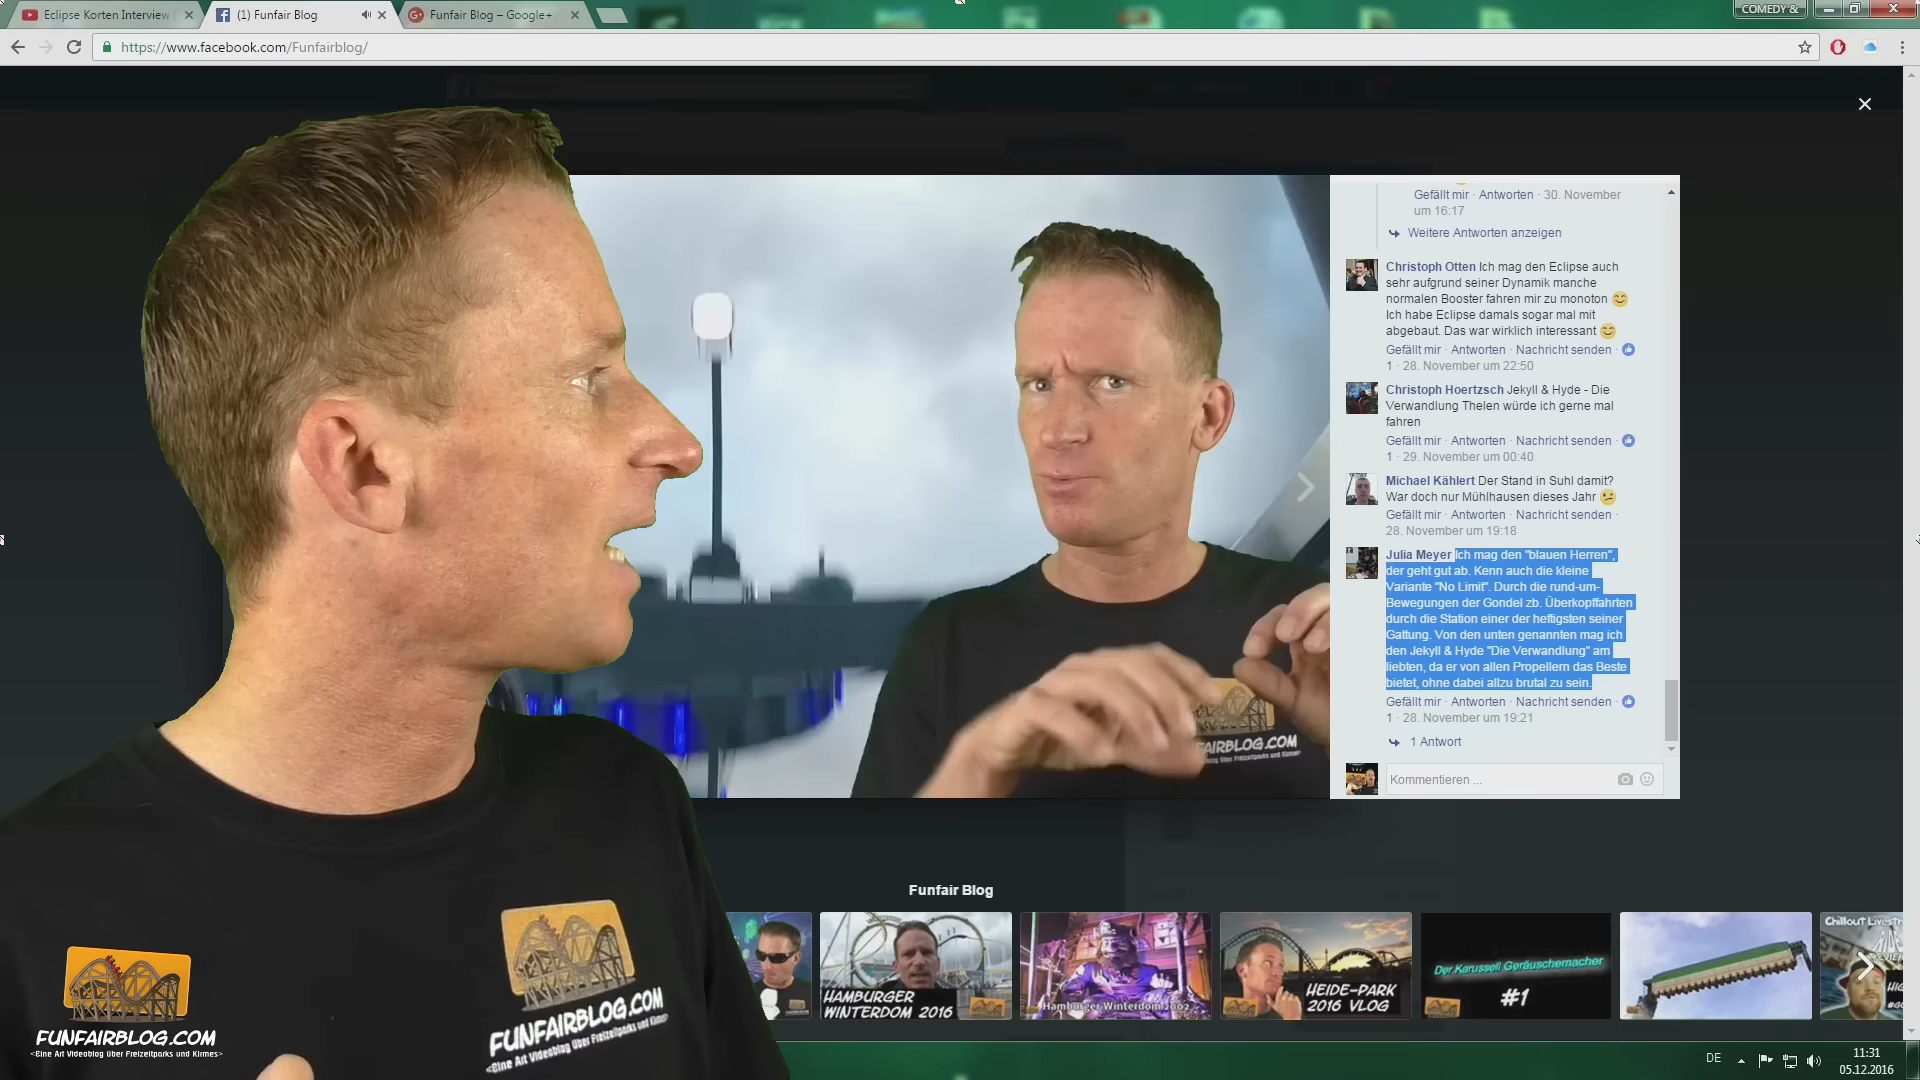 Eclipse Korten Interview
(1) Funfair Blog
Funfair Blog – Google+
COMEDY &
https://www.facebook.com/Funfairblog/
Gefällt mir · Antworten · 30. November
um 16:17
Weitere Antworten anzeigen
Christoph Otten Ich mag den Eclipse auch
sehr aufgrund seiner Dynamik manche
normalen Booster fahren mir zu monoton 😊
Ich habe Eclipse damals sogar mal mit
abgebaut. Das war wirklich interessant 😊
Gefällt mir · Antworten · Nachricht senden ·
1 · 28. November um 22:50
Christoph Hoertzsch Jekyll & Hyde - Die
Verwandlung Thelen würde ich gerne mal
fahren
Gefällt mir · Antworten · Nachricht senden ·
1 · 29. November um 00:40
Michael Kählert Der Stand in Suhl damit?
War doch nur Mühlhausen dieses Jahr 😕
Gefällt mir · Antworten · Nachricht senden ·
28. November um 19:18
Julia Meyer Ich mag den "blauen Herren",
der geht gut ab. Kenn auch die kleine
Variante "No Limit". Durch die rund-um-
Bewegungen der Gondel zb. Überkopffahrten
durch die Station einer der heftigsten seiner
Gattung. Von den unten genannten mag ich
den Jekyll & Hyde "Die Verwandlung" am
liebten, da er von allen Propellern das Beste
bietet, ohne dabei allzu brutal zu sein.
Gefällt mir · Antworten · Nachricht senden ·
1 · 28. November um 19:21
1 Antwort
Kommentieren ...
AIRBLOG.COM
Funfair Blog
HAMBURGER
WINTERDOM 2016
Hamburger Winterdom 2002
HEIDE-PARK
2016 VLOG
Der Karussell Geräuschemacher
#1
Chillout Livestr
FUNFAIRBLOG.COM
<Eine Art Videoblog über Freizeitparks und Kirmes>
FUNFAIRBLOG.COM
<Eine Art Videoblog über Freizeitparks und Kirmes
DE
11:31
05.12.2016